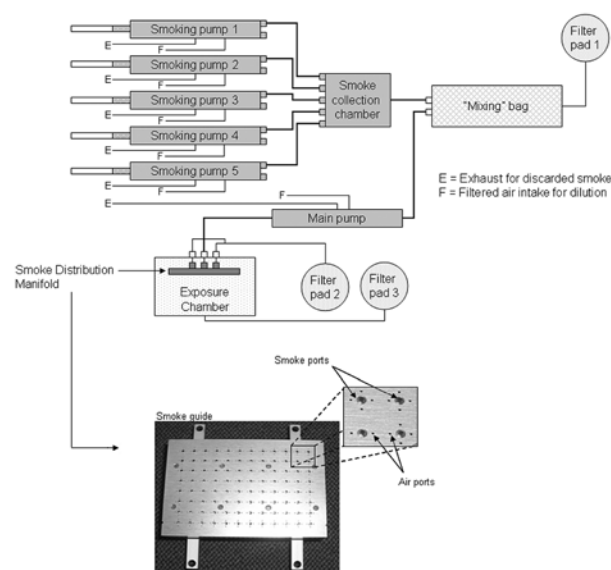 Smoking pump 1
E
F
Smoking pump 2
E
F
Smoking pump 3
E
F
Smoking pump 4
E
F
Smoking pump 5
E
F
Smoke
collection
chamber
"Mixing" bag
Filter
pad 1
E = Exhaust for discarded smoke
F = Filtered air intake for dilution
F
E
Main pump
Smoke Distribution
Manifold
Exposure
Chamber
Filter
pad 2
Filter
pad 3
Smoke ports
Smoke guide
Air ports